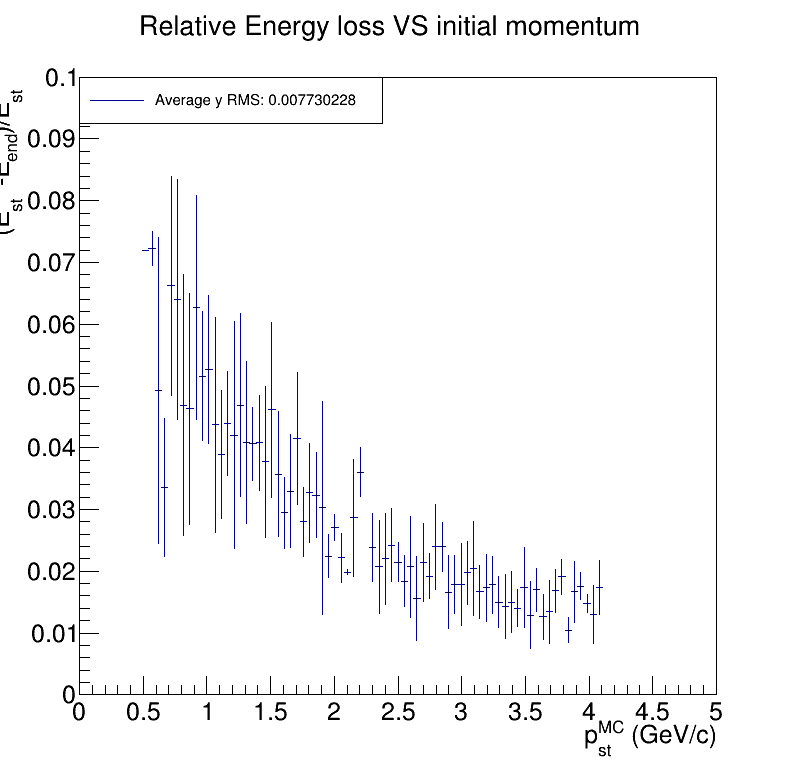 Relative Energy loss VS initial momentum
(E_st -E_end)/E_st
Average y RMS: 0.007730228
0.1
0.09
0.08
0.07
0.06
0.05
0.04
0.03
0.02
0.01
0
0 0.5 1 1.5 2 2.5 3 3.5 4 4.5 5
p_st^MC (GeV/c)